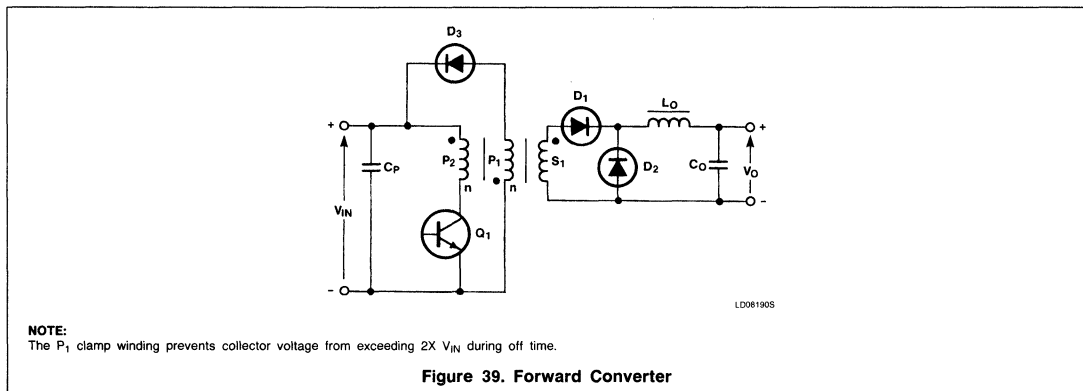 D3
D1
LO
+
+
P2
P1
S1
CP
D2
CO
VO
n
n
VIN
-
Q1
-
LD08190S
NOTE:
The P1 clamp winding prevents collector voltage from exceeding 2X VIN during off time.
Figure 39. Forward Converter